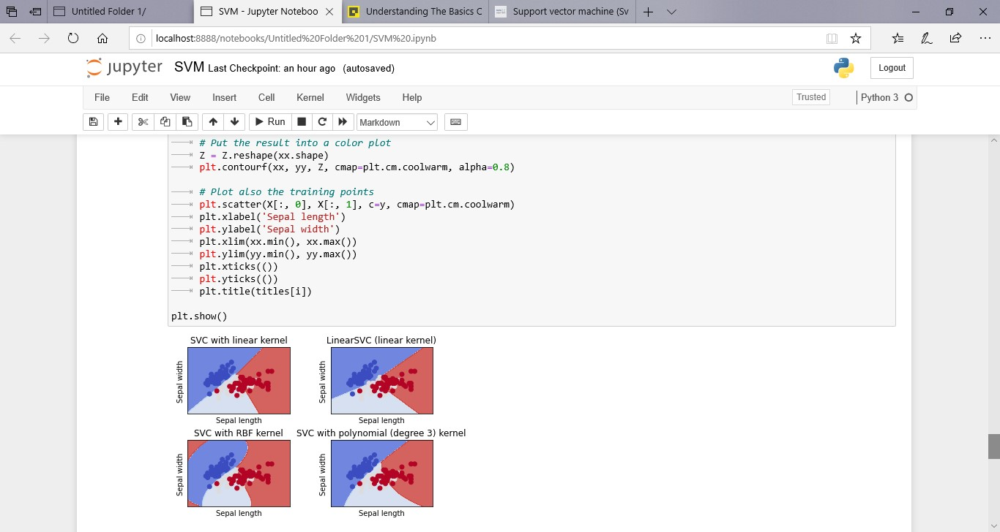 Untitled Folder 1/
SVM - Jupyter Noteboo
Understanding The Basics C
Support vector machine (Sv
localhost:8888/notebooks/Untitled%20Folder%201/SVM%20.ipynb
jupyter SVM Last Checkpoint: an hour ago (autosaved)
Logout
File Edit View Insert Cell Kernel Widgets Help
Trusted
Python 3
Run
Markdown
# Put the result into a color plot
Z = Z.reshape(xx.shape)
plt.contourf(xx, yy, Z, cmap=plt.cm.coolwarm, alpha=0.8)
# Plot also the training points
plt.scatter(X[:, 0], X[:, 1], c=y, cmap=plt.cm.coolwarm)
plt.xlabel('Sepal length')
plt.ylabel('Sepal width')
plt.xlim(xx.min(), xx.max())
plt.ylim(yy.min(), yy.max())
plt.xticks(())
plt.yticks(())
plt.title(titles[i])
plt.show()
SVC with linear kernel
Sepal width
Sepal length
LinearSVC (linear kernel)
Sepal width
Sepal length
SVC with RBF kernel
Sepal width
Sepal length
SVC with polynomial (degree 3) kernel
Sepal width
Sepal length